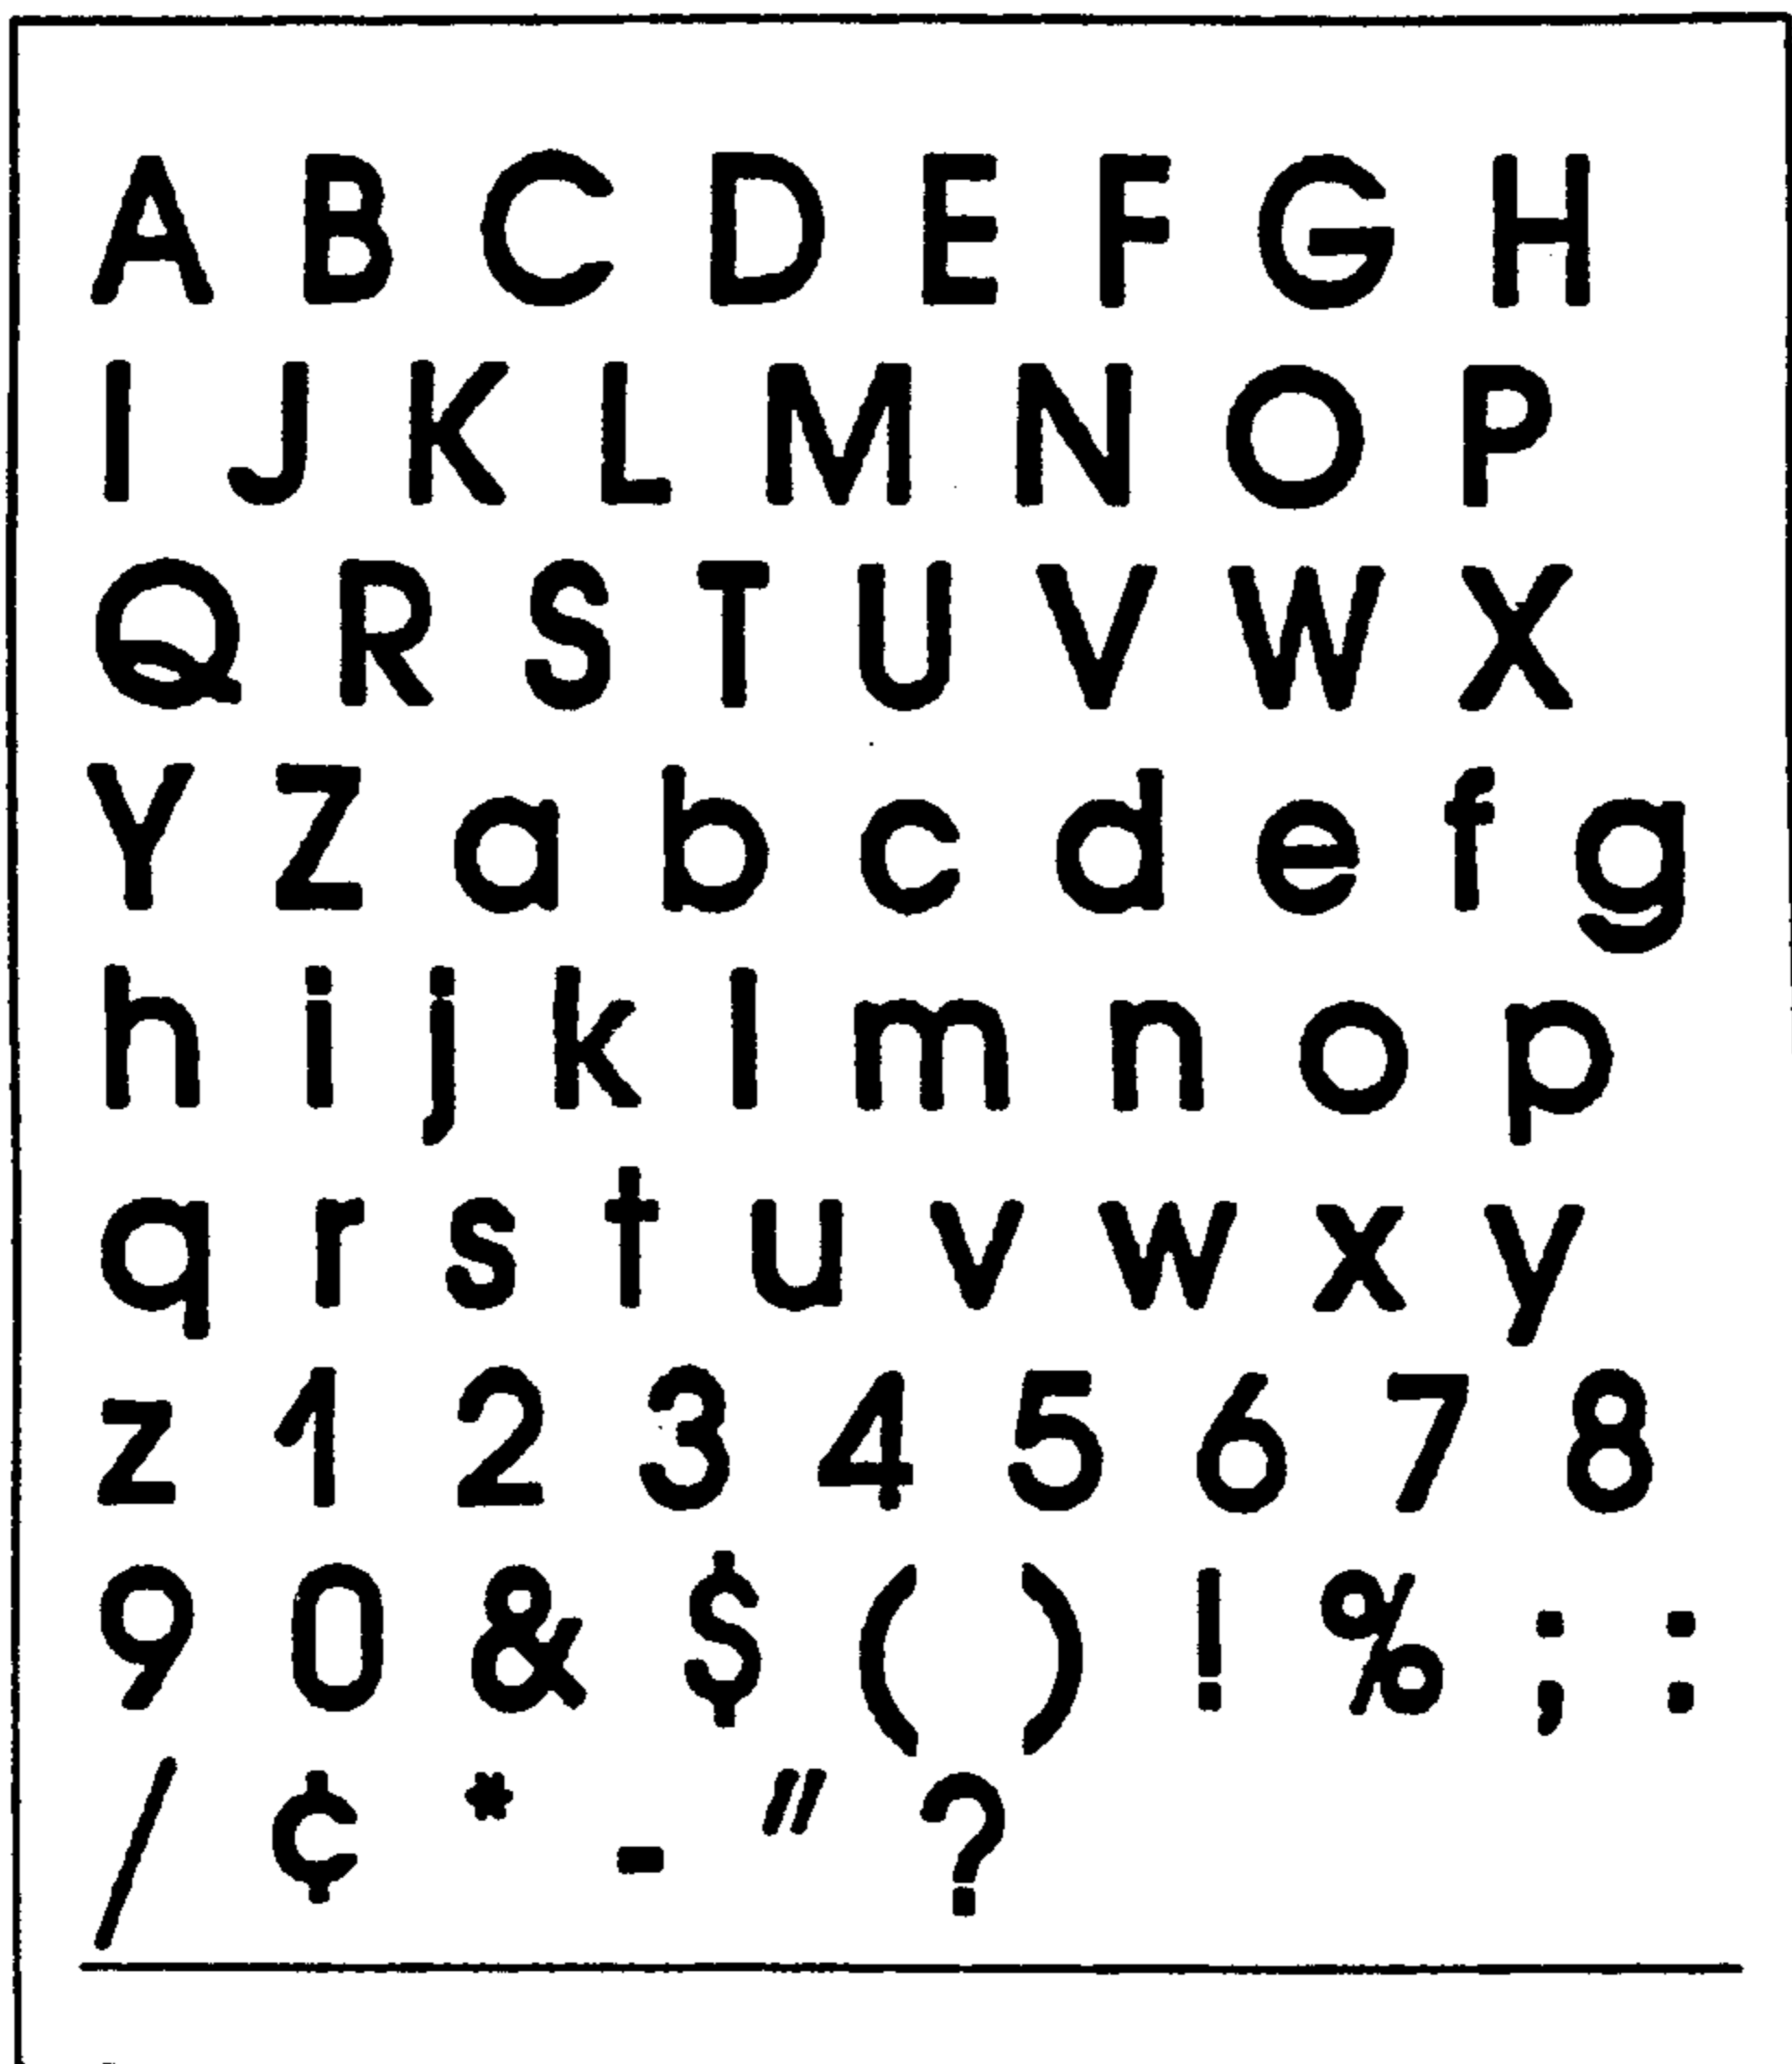 A B C D E F G H
I J K L M N O P
Q R S T U V W X
Y Z a b c d e f g
h i j k l m n o p
q r s t u v w x y
z 1 2 3 4 5 6 7 8
9 0 & $ ( ) ! % ; :
/ ¢ * - " ?